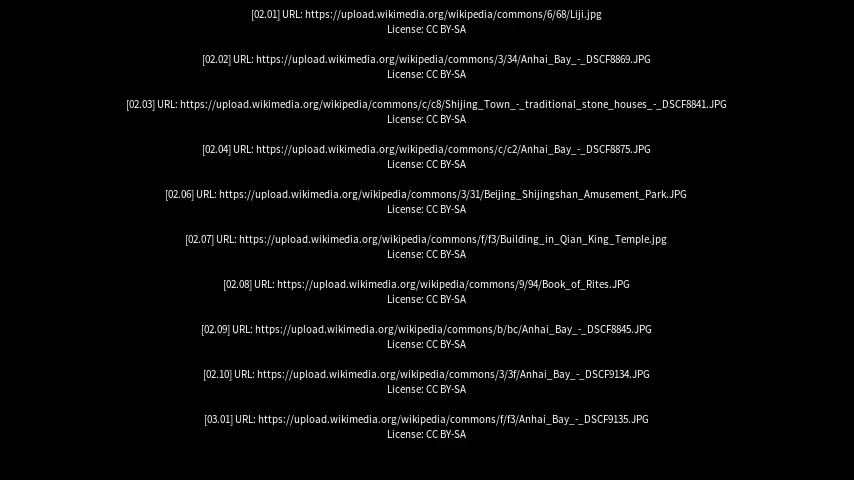 [02.01] URL: https://upload.wikimedia.org/wikipedia/commons/6/68/Liji.jpg
License: CC BY-SA
[02.02] URL: https://upload.wikimedia.org/wikipedia/commons/3/34/Anhai_Bay_-_DSCF8869.JPG
License: CC BY-SA
[02.03] URL: https://upload.wikimedia.org/wikipedia/commons/c/c8/Shijing_Town_-_traditional_stone_houses_-_DSCF8841.JPG
License: CC BY-SA
[02.04] URL: https://upload.wikimedia.org/wikipedia/commons/c/c2/Anhai_Bay_-_DSCF8875.JPG
License: CC BY-SA
[02.06] URL: https://upload.wikimedia.org/wikipedia/commons/3/31/Beijing_Shijingshan_Amusement_Park.JPG
License: CC BY-SA
[02.07] URL: https://upload.wikimedia.org/wikipedia/commons/f/f3/Building_in_Qian_King_Temple.jpg
License: CC BY-SA
[02.08] URL: https://upload.wikimedia.org/wikipedia/commons/9/94/Book_of_Rites.JPG
License: CC BY-SA
[02.09] URL: https://upload.wikimedia.org/wikipedia/commons/b/bc/Anhai_Bay_-_DSCF8845.JPG
License: CC BY-SA
[02.10] URL: https://upload.wikimedia.org/wikipedia/commons/3/3f/Anhai_Bay_-_DSCF9134.JPG
License: CC BY-SA
[03.01] URL: https://upload.wikimedia.org/wikipedia/commons/f/f3/Anhai_Bay_-_DSCF9135.JPG
License: CC BY-SA